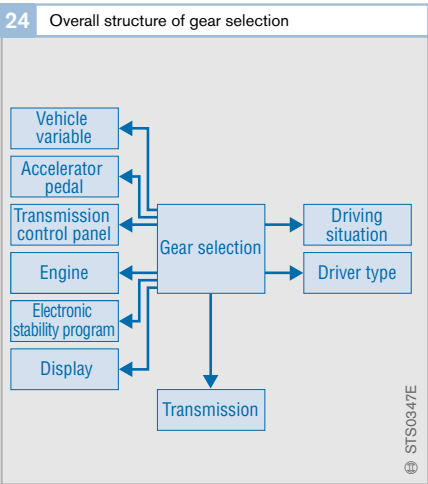 24 Overall structure of gear selection
Vehicle
variable
Accelerator
pedal
Transmission
control panel
Engine
Electronic
stability program
Display
Gear selection
Driving
situation
Driver type
Transmission
STS0347E